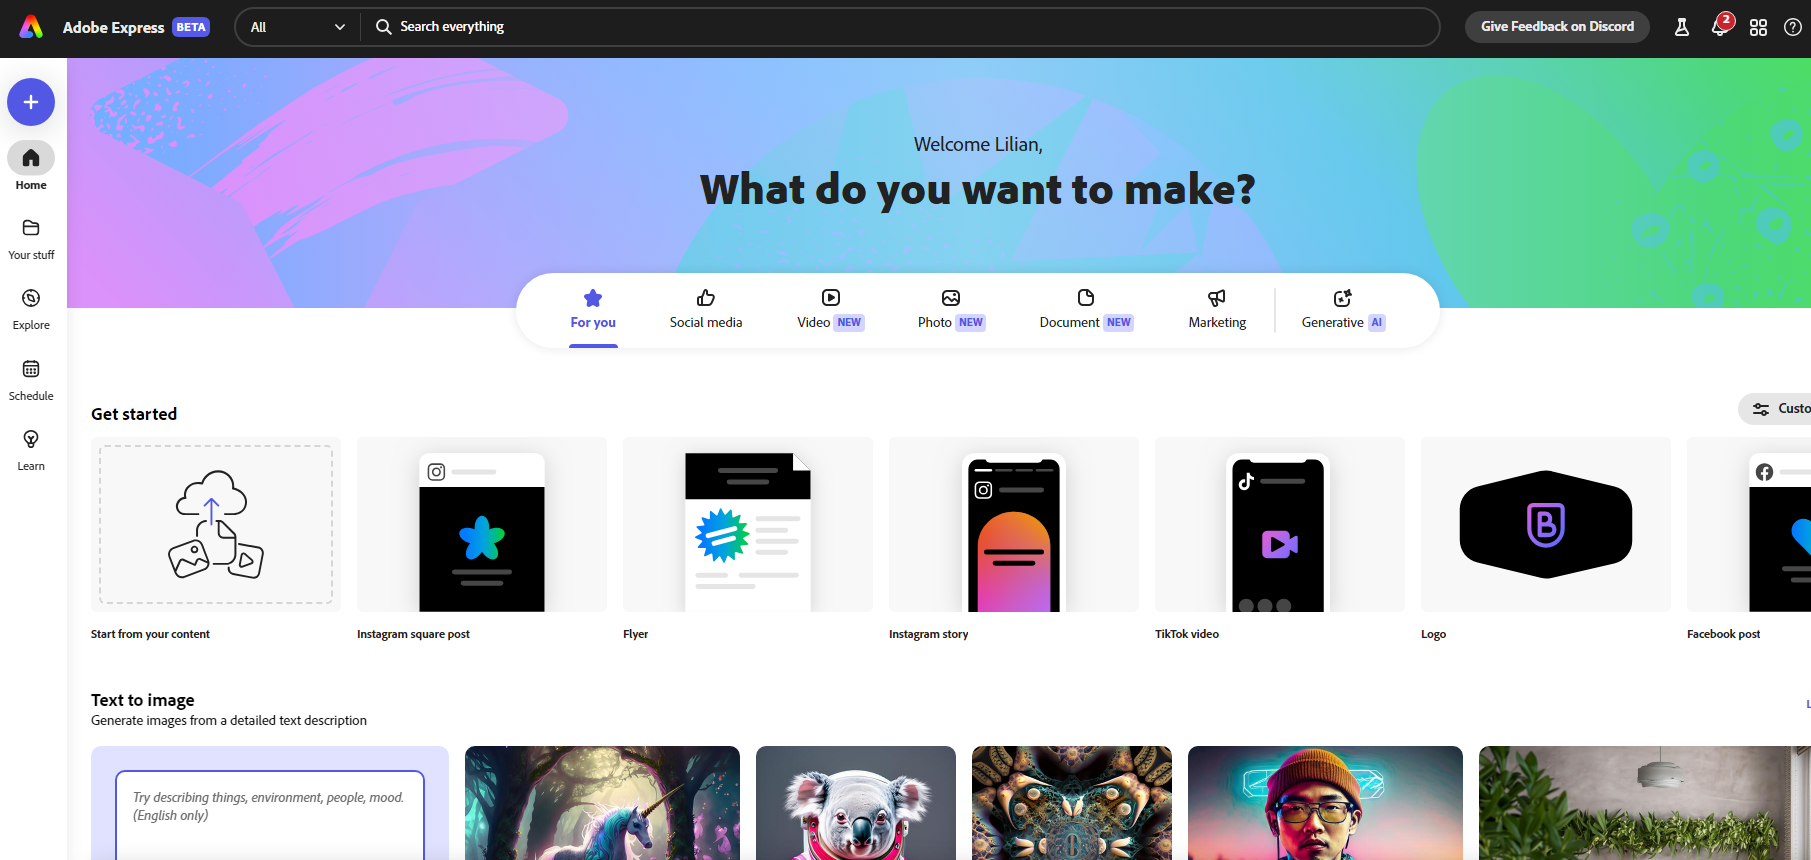 Adobe Express BETA
All
Search everything
Give Feedback on Discord
2
Home
Your stuff
Explore
Schedule
Learn
Welcome Lilian,
What do you want to make?
For you
Social media
Video NEW
Photo NEW
Document NEW
Marketing
Generative AI
Get started
Custo
Start from your content
Instagram square post
Flyer
Instagram story
TikTok video
B
Logo
Facebook post
Text to image
Generate images from a detailed text description
L
Try describing things, environment, people, mood.
(English only)